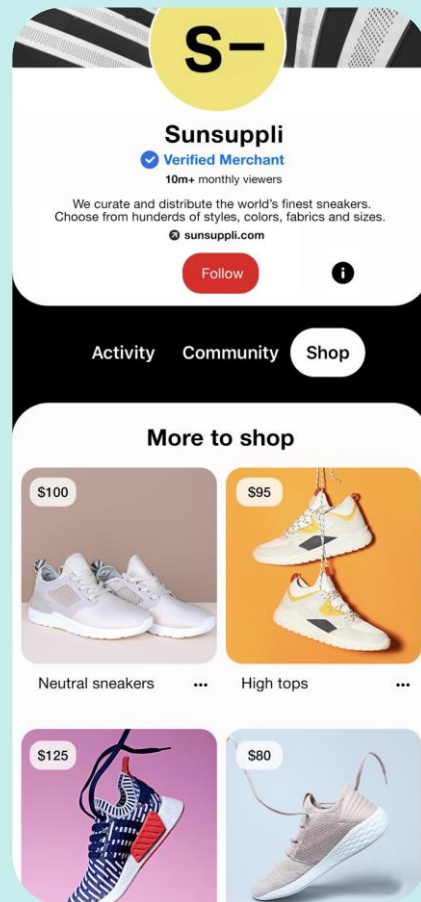 S–
Sunsuppli
Verified Merchant
10m+ monthly viewers
We curate and distribute the world's finest sneakers.
Choose from hunderds of styles, colors, fabrics and sizes.
sunsuppli.com
Follow
Activity Community Shop
More to shop
$100 $95
Neutral sneakers High tops
$125 $80